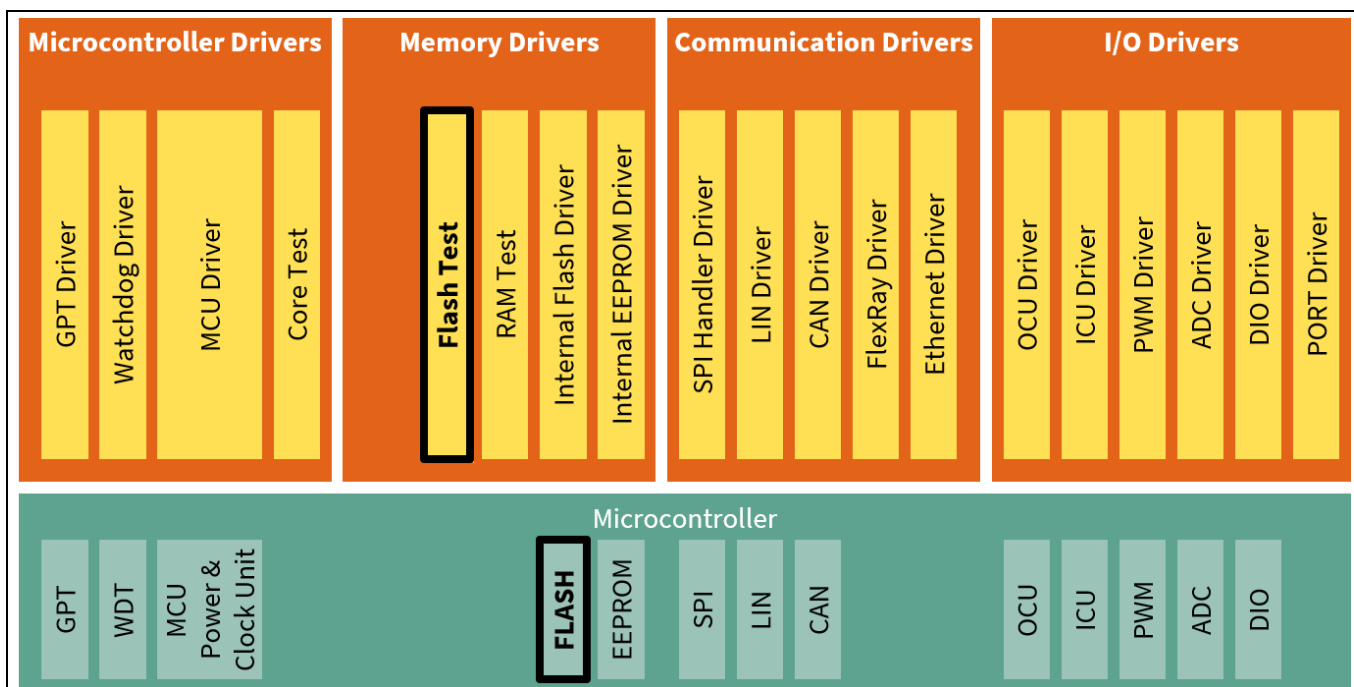 Microcontroller Drivers
GPT Driver
Watchdog Driver
MCU Driver
Core Test
Memory Drivers
Flash Test
RAM Test
Internal Flash Driver
Internal EEPROM Driver
Communication Drivers
SPI Handler Driver
LIN Driver
CAN Driver
FlexRay Driver
Ethernet Driver
I/O Drivers
OCU Driver
ICU Driver
PWM Driver
ADC Driver
DIO Driver
PORT Driver
Microcontroller
GPT
WDT
MCU
Power &
Clock Unit
FLASH
EEPROM
SPI
LIN
CAN
OCU
ICU
PWM
ADC
DIO